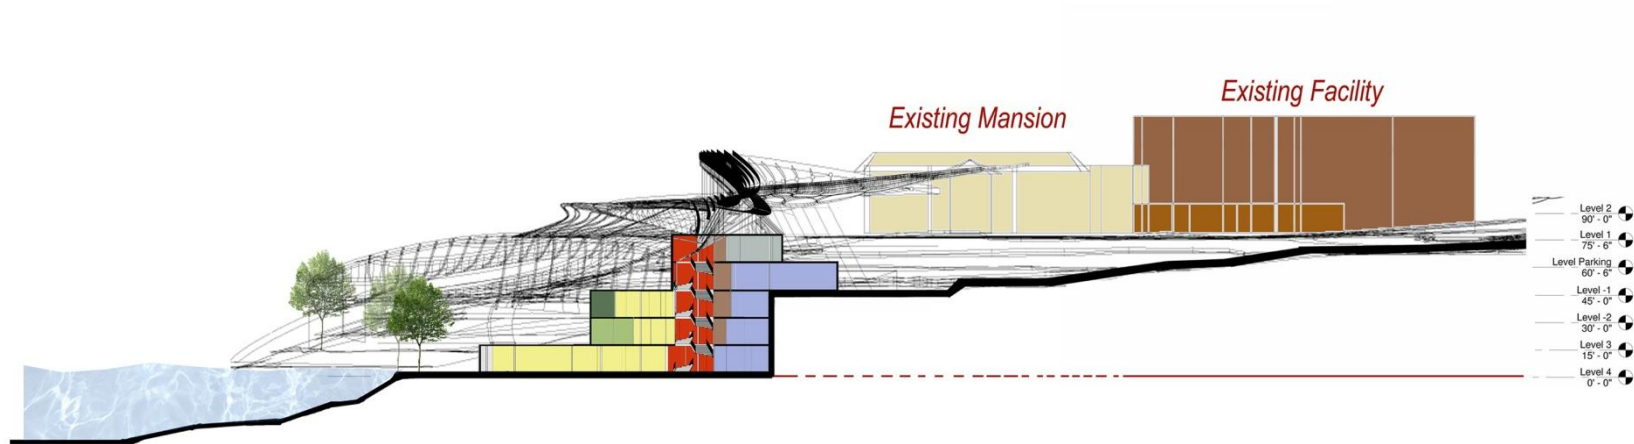 Existing Facility
Existing Mansion
Level 2
90' - 0"
Level 1
75' - 6"
Level Parking
60' - 6"
Level -1
45' - 0"
Level -2
30' - 0"
Level 3
15' - 0"
Level 4
0' - 0"